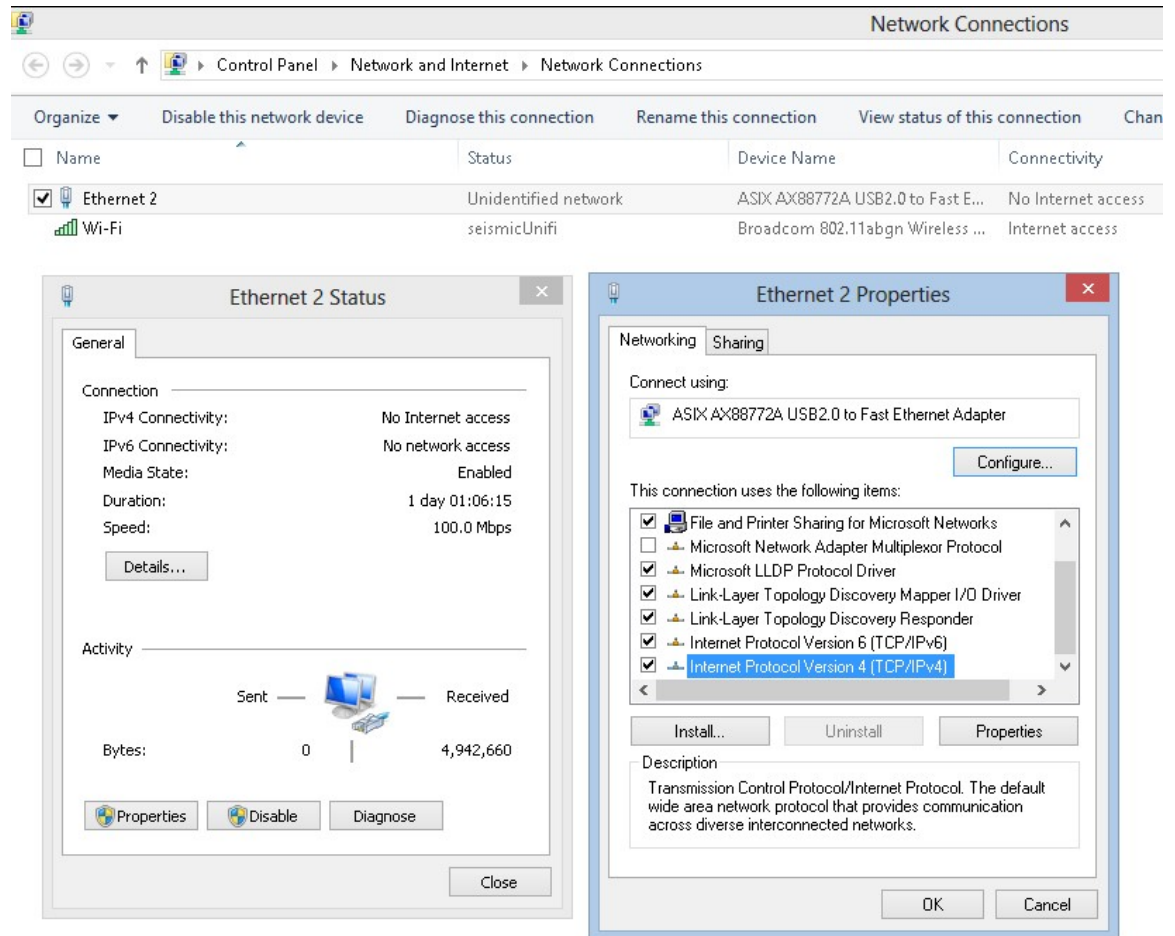 Network Connections
Control Panel Network and Internet Network Connections
Organize Disable this network device Diagnose this connection Rename this connection View status of this connection Chan
Name Status Device Name Connectivity
Ethernet 2 Unidentified network ASIX AX88772A USB2.0 to Fast E... No Internet access
Wi-Fi seismicUnifi Broadcom 802.11abgn Wireless ... Internet access
Ethernet 2 Status
General
Connection
IPv4 Connectivity: No Internet access
IPv6 Connectivity: No network access
Media State: Enabled
Duration: 1 day 01:06:15
Speed: 100.0 Mbps
Details...
Activity
Sent Received
Bytes: 0 4,942,660
Properties Disable Diagnose
Close
Ethernet 2 Properties
Networking Sharing
Connect using:
ASIX AX88772A USB2.0 to Fast Ethernet Adapter
Configure...
This connection uses the following items:
File and Printer Sharing for Microsoft Networks
Microsoft Network Adapter Multiplexor Protocol
Microsoft LLDP Protocol Driver
Link-Layer Topology Discovery Mapper I/O Driver
Link-Layer Topology Discovery Responder
Internet Protocol Version 6 (TCP/IPv6)
Internet Protocol Version 4 (TCP/IPv4)
Install... Uninstall Properties
Description
Transmission Control Protocol/Internet Protocol. The default
wide area network protocol that provides communication
across diverse interconnected networks.
OK Cancel